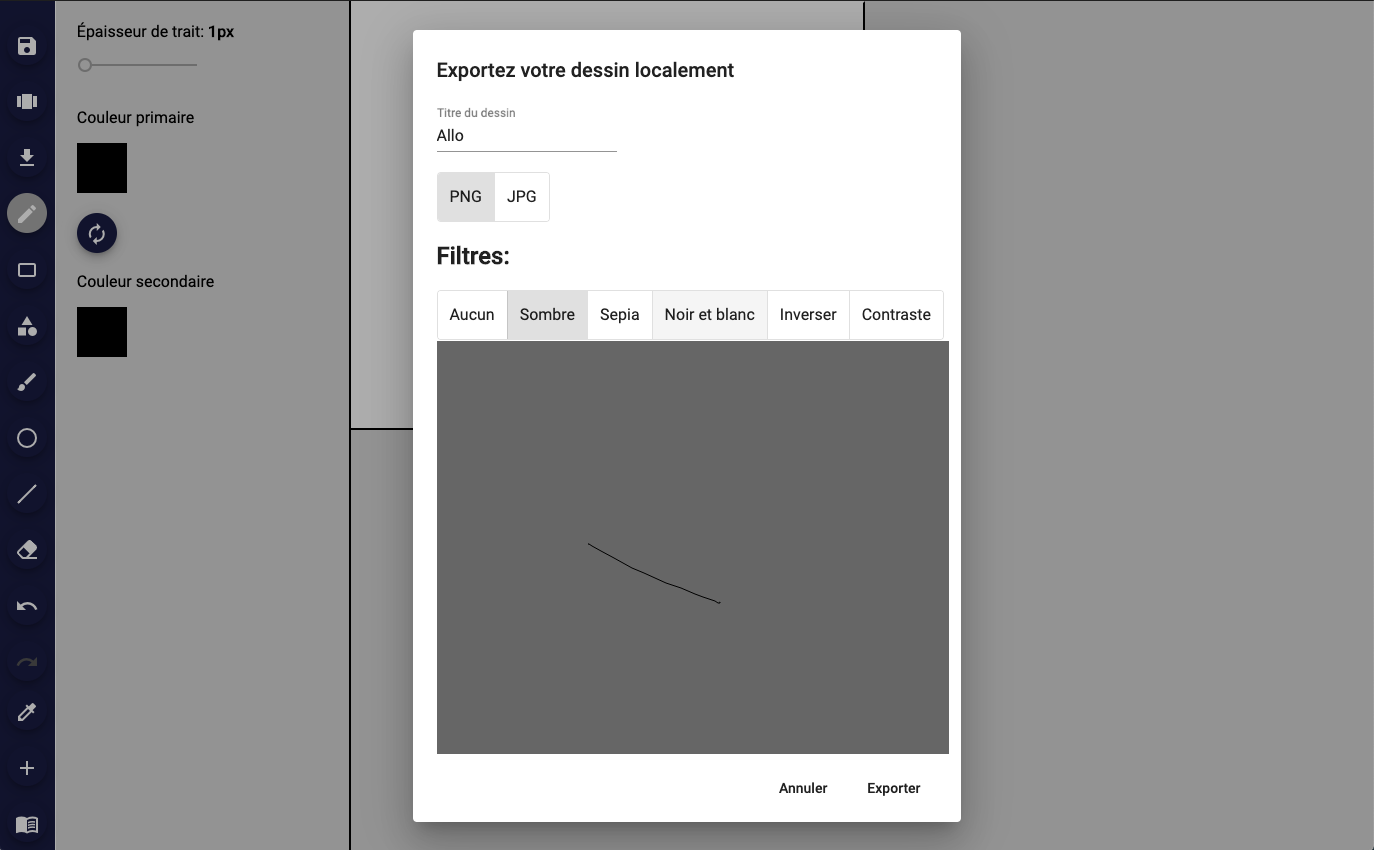 Épaisseur de trait: 1px
Couleur primaire
Couleur secondaire
Exportez votre dessin localement
Titre du dessin
Allo
PNG JPG
Filtres:
Aucun Sombre Sepia Noir et blanc Inverser Contraste
Annuler Exporter